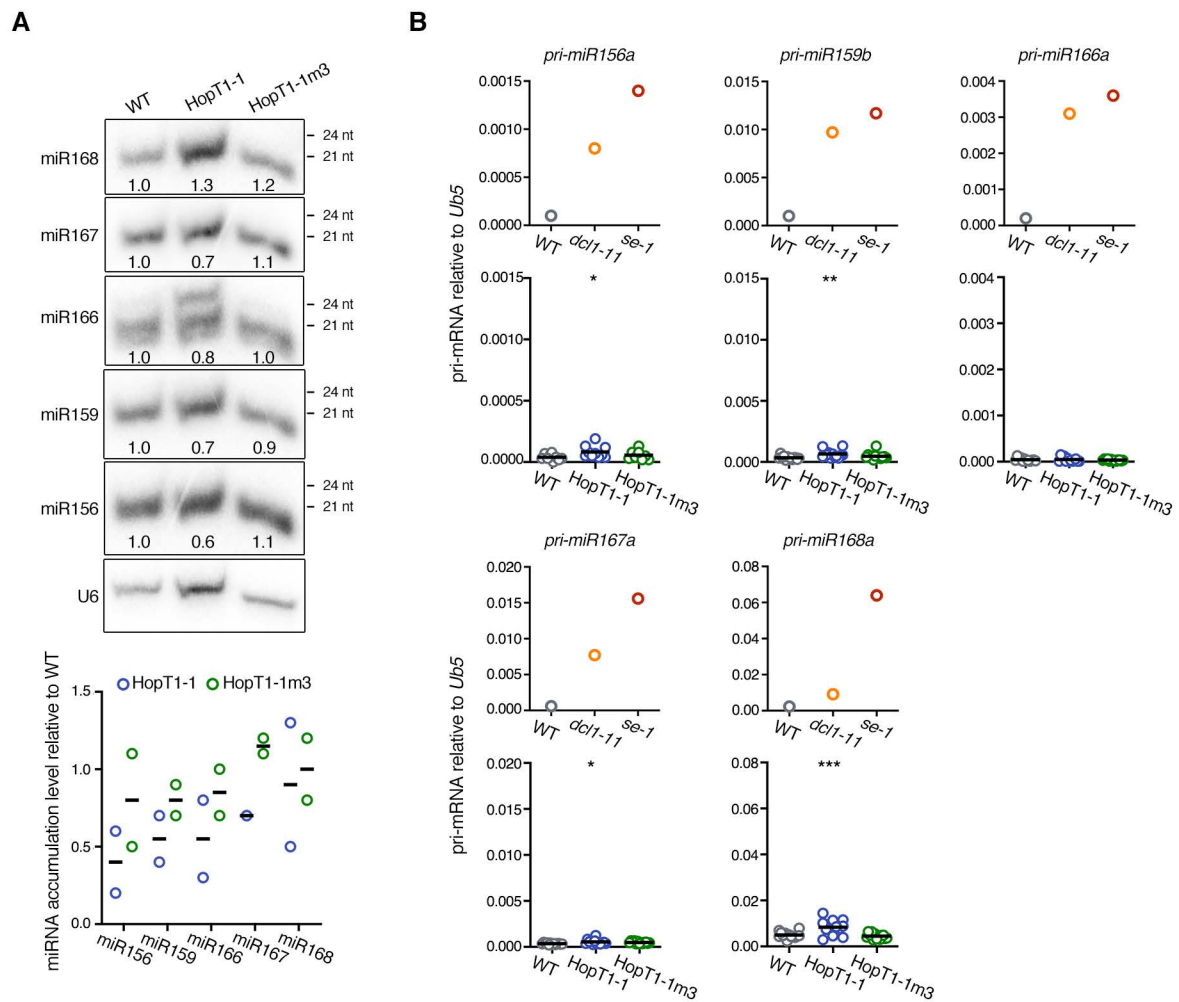 A
WT HopT1-1 HopT1-1m3
miR168
24 nt
21 nt
1.0 1.3 1.2
miR167
24 nt
21 nt
1.0 0.7 1.1
miR166
24 nt
21 nt
1.0 0.8 1.0
miR159
24 nt
21 nt
1.0 0.7 0.9
miR156
24 nt
21 nt
1.0 0.6 1.1
U6
miRNA accumulation level relative to WT
HopT1-1 HopT1-1m3
1.5
1.0
0.5
0.0
miR156 miR159 miR166 miR167 miR168
B
pri-mRNA relative to Ub5
pri-miR156a
0.0015
0.0010
0.0005
0.0000
WT dcl1-11 se-1
pri-miR159b
0.015
0.010
0.005
0.000
WT dcl1-11 se-1
pri-miR166a
0.004
0.003
0.002
0.001
0.000
WT dcl1-11 se-1
0.0015
0.0010
0.0005
0.0000
*
WT HopT1-1 HopT1-1m3
0.015
0.010
0.005
0.000
**
WT HopT1-1 HopT1-1m3
0.004
0.003
0.002
0.001
0.000
WT HopT1-1 HopT1-1m3
pri-mRNA relative to Ub5
pri-miR167a
0.020
0.015
0.010
0.005
0.000
WT dcl1-11 se-1
pri-miR168a
0.08
0.06
0.04
0.02
0.00
WT dcl1-11 se-1
0.020
0.015
0.010
0.005
0.000
*
WT HopT1-1 HopT1-1m3
0.08
0.06
0.04
0.02
0.00
***
WT HopT1-1 HopT1-1m3